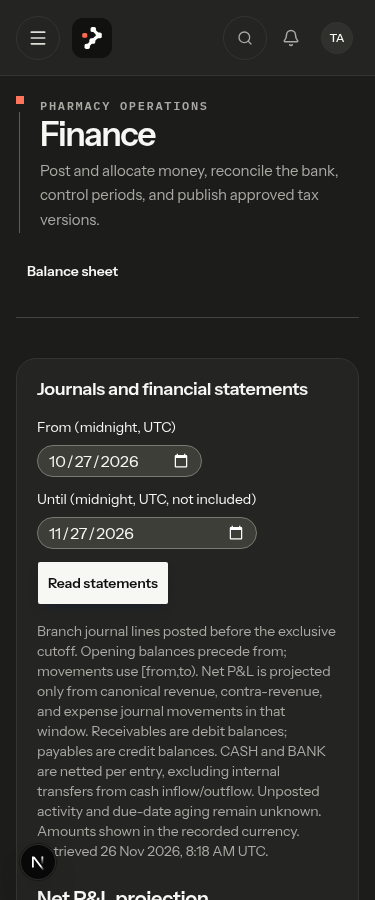 TA
PHARMACY OPERATIONS
Finance
Post and allocate money, reconcile the bank,
control periods, and publish approved tax
versions.
Balance sheet
Journals and financial statements
From (midnight, UTC)
10/27/2026
Until (midnight, UTC, not included)
11/27/2026
Read statements
Branch journal lines posted before the exclusive
cutoff. Opening balances precede from;
movements use [from,to). Net P&L is projected
only from canonical revenue, contra-revenue,
and expense journal movements in that
window. Receivables are debit balances;
payables are credit balances. CASH and BANK
are netted per entry, excluding internal
transfers from cash inflow/outflow. Unposted
activity and due-date aging remain unknown.
Amounts shown in the recorded currency.
trieved 26 Nov 2026, 8:18 AM UTC.
N
Net P&L projection